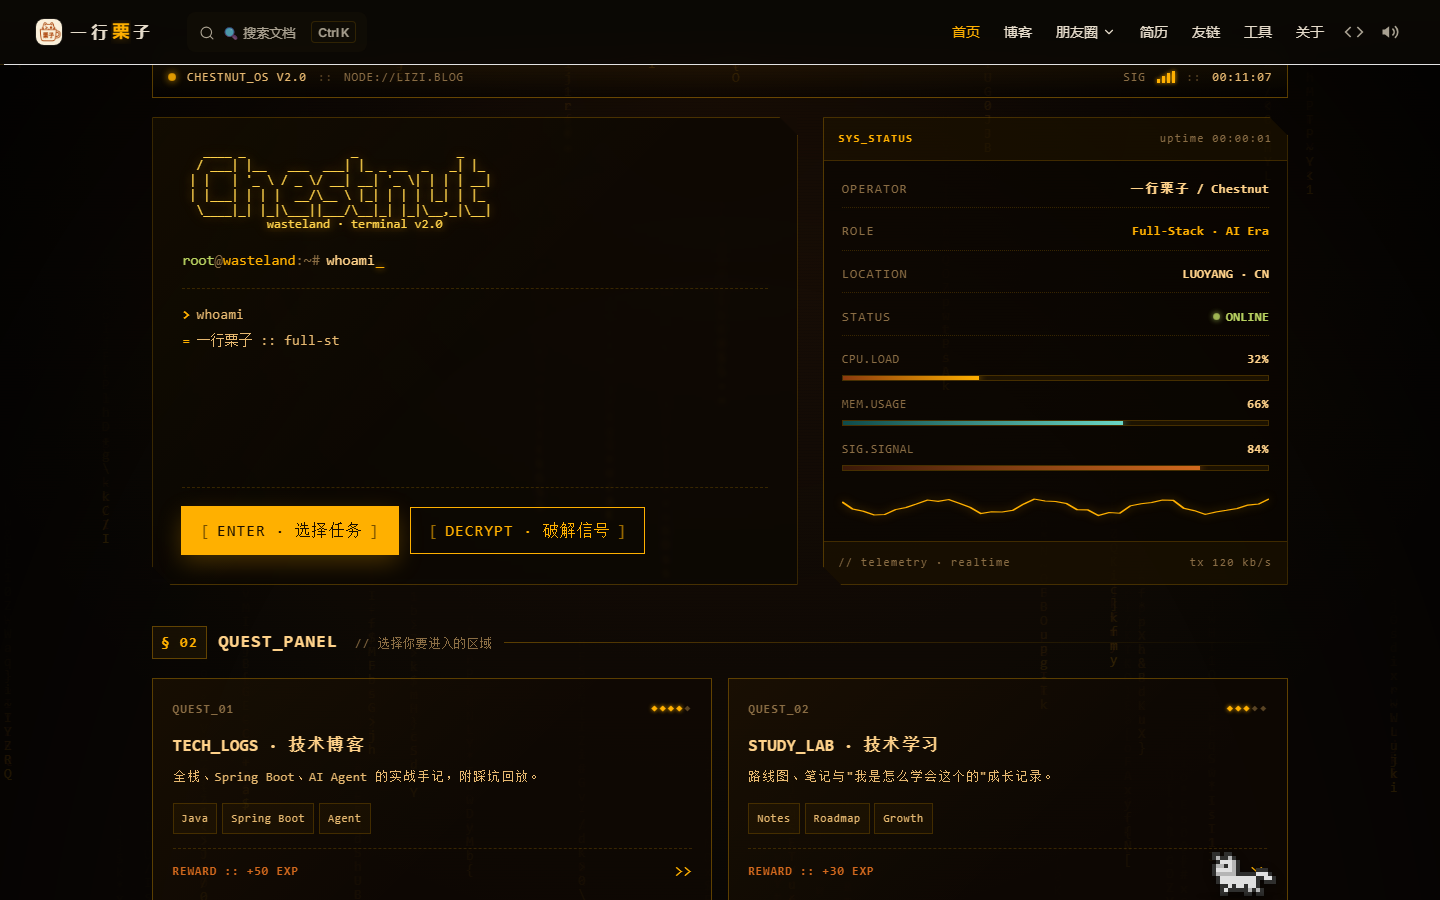 一行栗子
搜索文档 Ctrl K
首页 博客 朋友圈 简历 友链 工具 关于
CHESTNUT_OS V2.0 :: NODE://LIZI.BLOG
SIG :: 00:11:07
chestnut
wasteland · terminal v2.0
root@wasteland:~# whoami_
> whoami
= 一行栗子 :: full-st
[ ENTER · 选择任务 ]
[ DECRYPT · 破解信号 ]
SYS_STATUS uptime 00:00:01
OPERATOR 一行栗子 / Chestnut
ROLE Full-Stack · AI Era
LOCATION LUOYANG · CN
STATUS ONLINE
CPU.LOAD 32%
MEM.USAGE 66%
SIG.SIGNAL 84%
// telemetry · realtime tx 120 kb/s
§ 02 QUEST_PANEL // 选择你要进入的区域
QUEST_01
TECH_LOGS · 技术博客
全栈、Spring Boot、AI Agent 的实战手记，附踩坑回放。
Java Spring Boot Agent
REWARD :: +50 EXP >>
QUEST_02
STUDY_LAB · 技术学习
路线图、笔记与"我是怎么学会这个的"成长记录。
Notes Roadmap Growth
REWARD :: +30 EXP